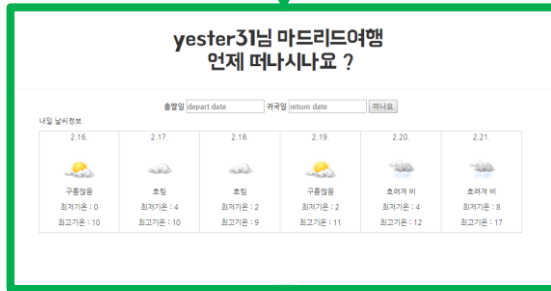 yester31님 마드리드여행
언제 떠나시나요 ?
출발일 depart date 귀국일 return date 떠나요
내일 날씨정보
2.16. 2.17. 2.18. 2.19. 2.20. 2.21.
구름많음 흐림 흐림 구름많음 흐려져 비 흐려져 비
최저기온 : 0 최저기온 : 4 최저기온 : 2 최저기온 : 2 최저기온 : 4 최저기온 : 8
최고기온 : 10 최고기온 : 10 최고기온 : 9 최고기온 : 11 최고기온 : 12 최고기온 : 17